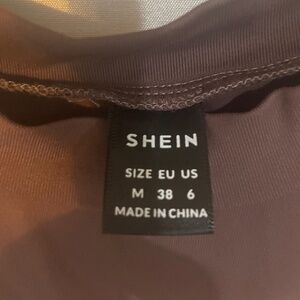 SHEIN
SIZE EU US
M 38 6
MADE IN CHINA